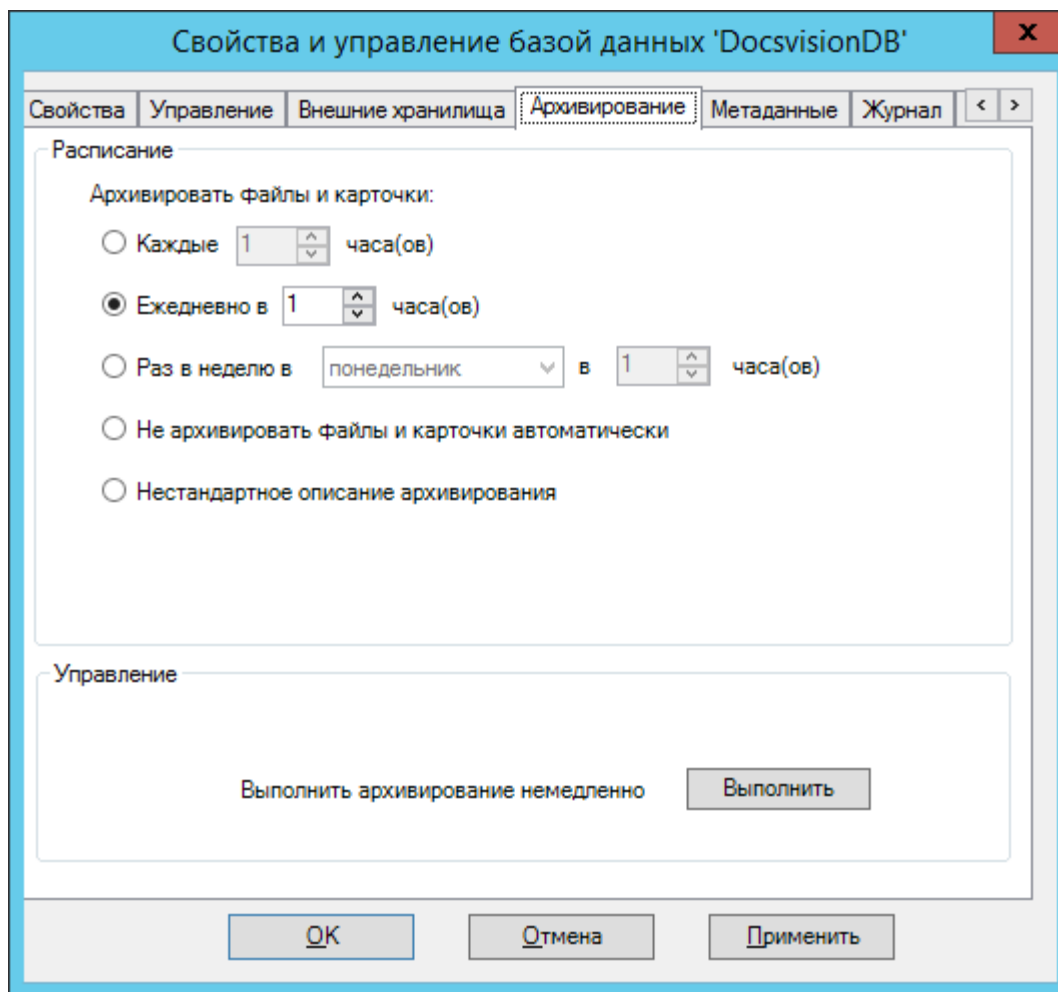 Свойства и управление базой данных 'DocsvisionDB'
x
Свойства Управление Внешние хранилища Архивирование Метаданные Журнал < >
Расписание
Архивировать файлы и карточки:
Каждые 1 часа(ов)
Ежедневно в 1 часа(ов)
Раз в неделю в понедельник в 1 часа(ов)
Не архивировать файлы и карточки автоматически
Нестандартное описание архивирования
Управление
Выполнить архивирование немедленно Выполнить
OK Отмена Применить